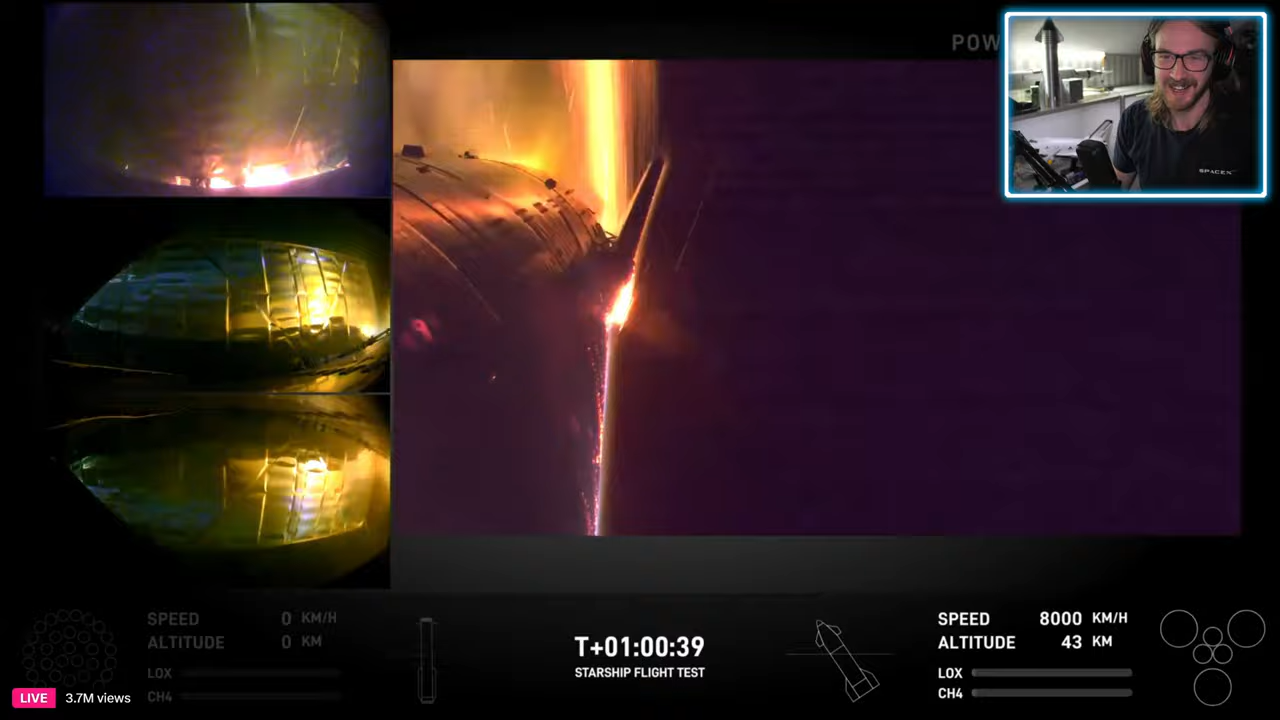 POW
SPACEX
SPEED 0 KM/H
ALTITUDE 0 KM
LOX
CH4
T+01:00:39
STARSHIP FLIGHT TEST
SPEED 8000 KM/H
ALTITUDE 43 KM
LOX
CH4
LIVE 3.7M views